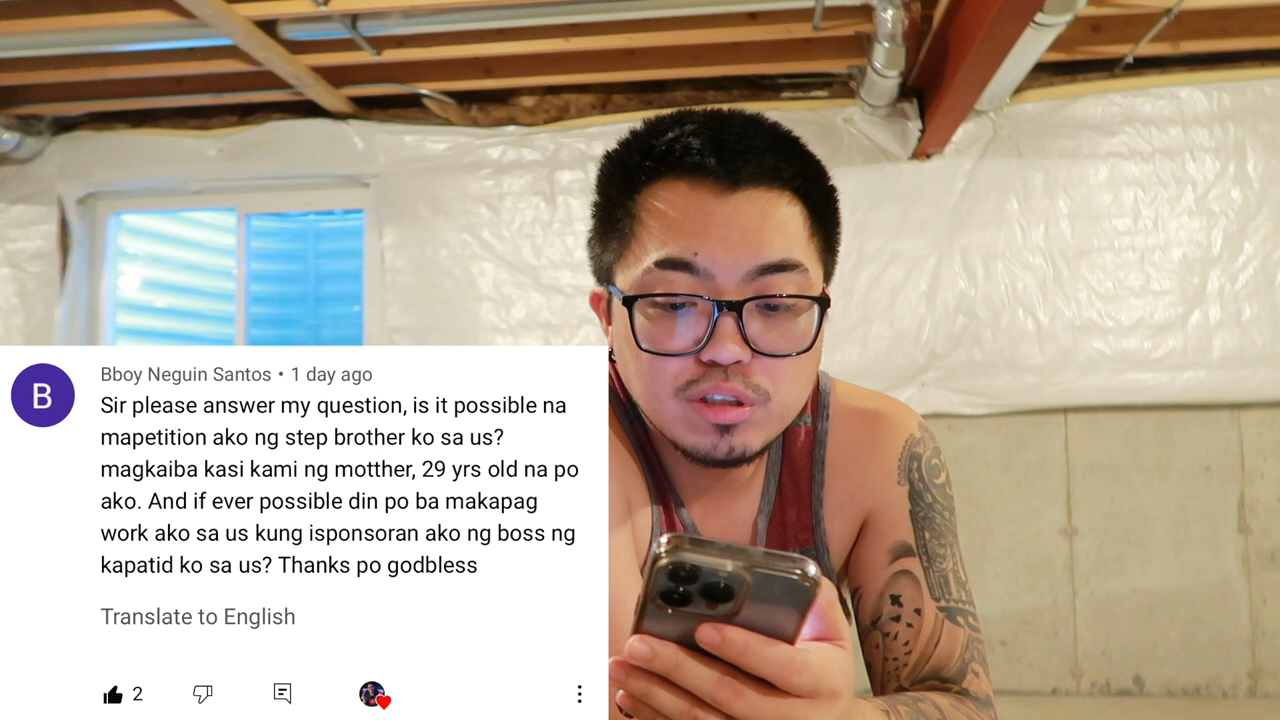 B
Bboy Neguin Santos • 1 day ago
Sir please answer my question, is it possible na
mapetition ako ng step brother ko sa us?
magkaiba kasi kami ng motther, 29 yrs old na po
ako. And if ever possible din po ba makapag
work ako sa us kung isponsoran ako ng boss ng
kapatid ko sa us? Thanks po godbless
Translate to English
2